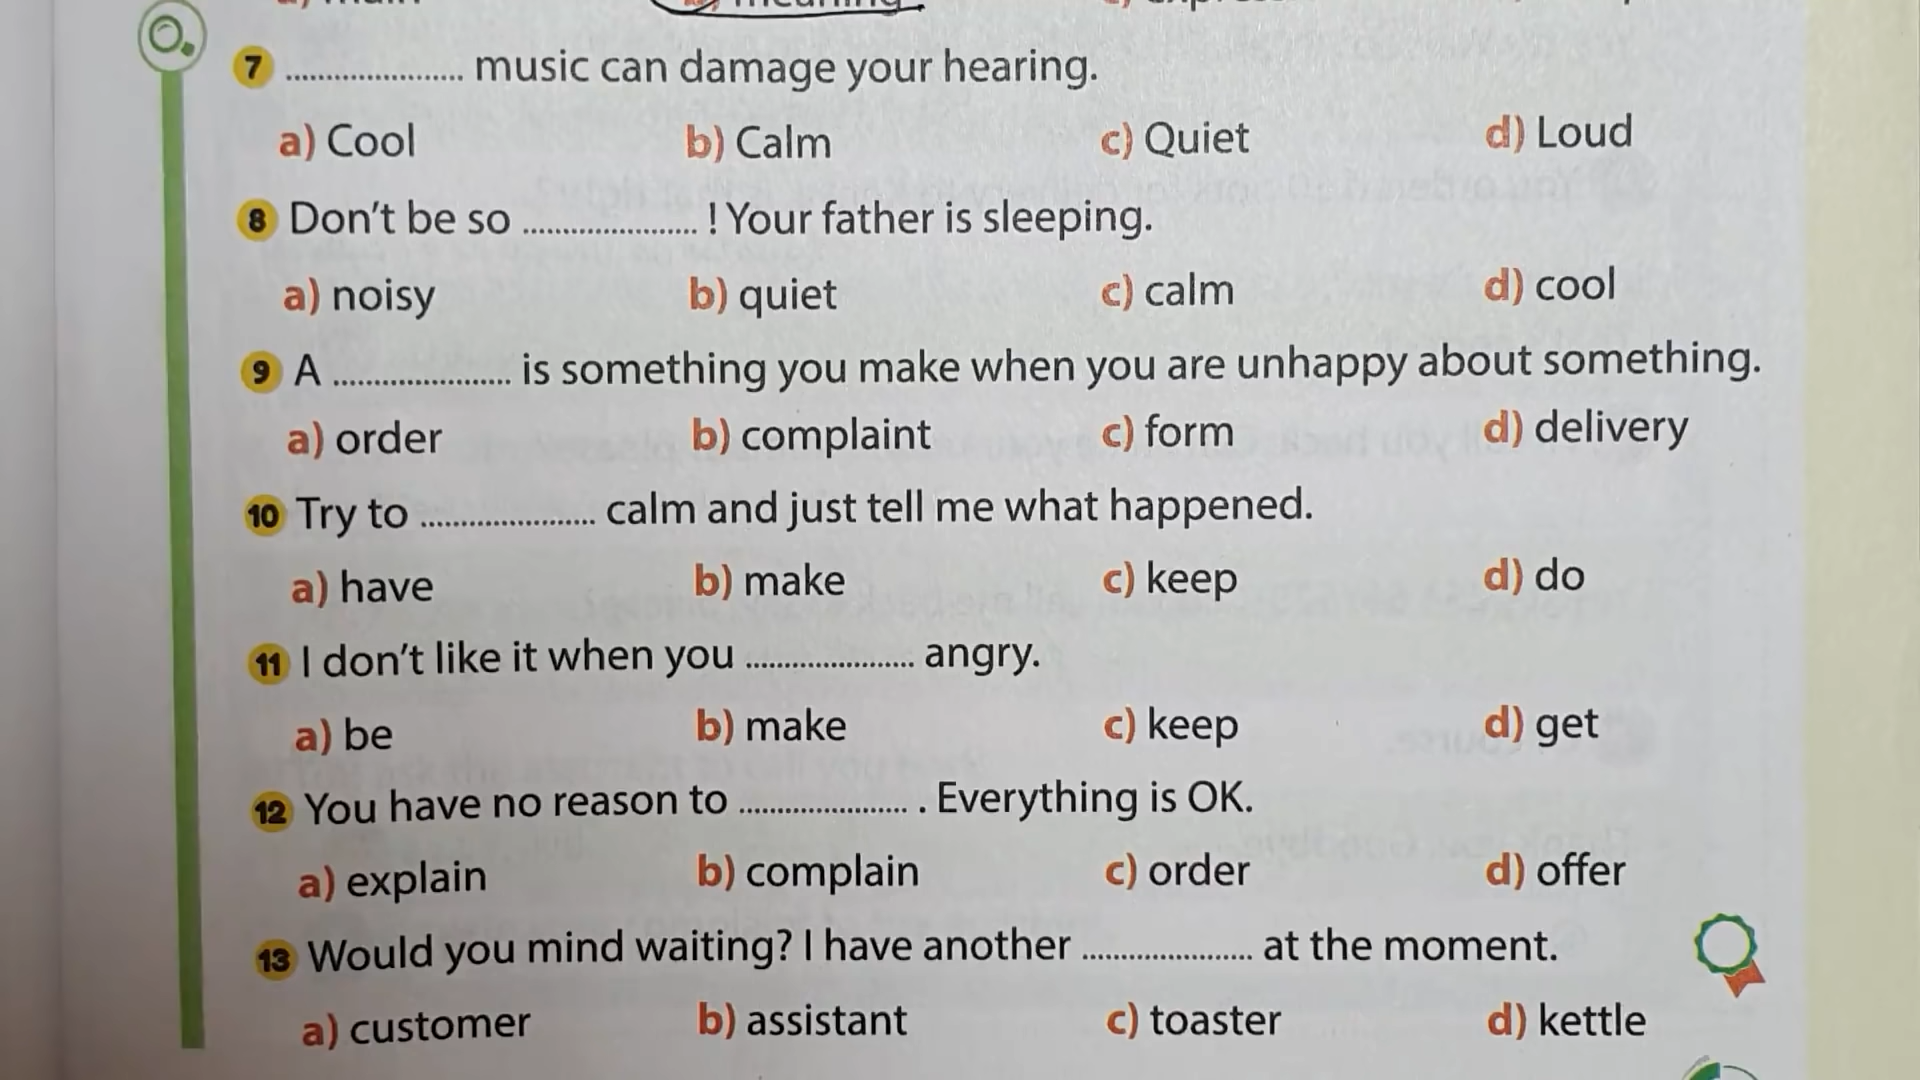 meaning
7 ...................... music can damage your hearing.
a) Cool b) Calm c) Quiet d) Loud
8 Don't be so ...................... ! Your father is sleeping.
a) noisy b) quiet c) calm d) cool
9 A ...................... is something you make when you are unhappy about something.
a) order b) complaint c) form d) delivery
10 Try to ...................... calm and just tell me what happened.
a) have b) make c) keep d) do
11 I don't like it when you ...................... angry.
a) be b) make c) keep d) get
12 You have no reason to ...................... . Everything is OK.
a) explain b) complain c) order d) offer
13 Would you mind waiting? I have another ...................... at the moment.
a) customer b) assistant c) toaster d) kettle